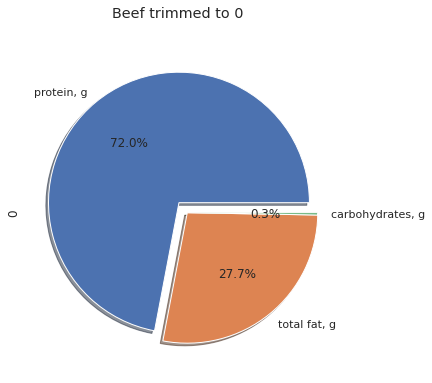 Beef trimmed to 0
protein, g
72.0%
0
0.3%
carbohydrates, g
27.7%
total fat, g